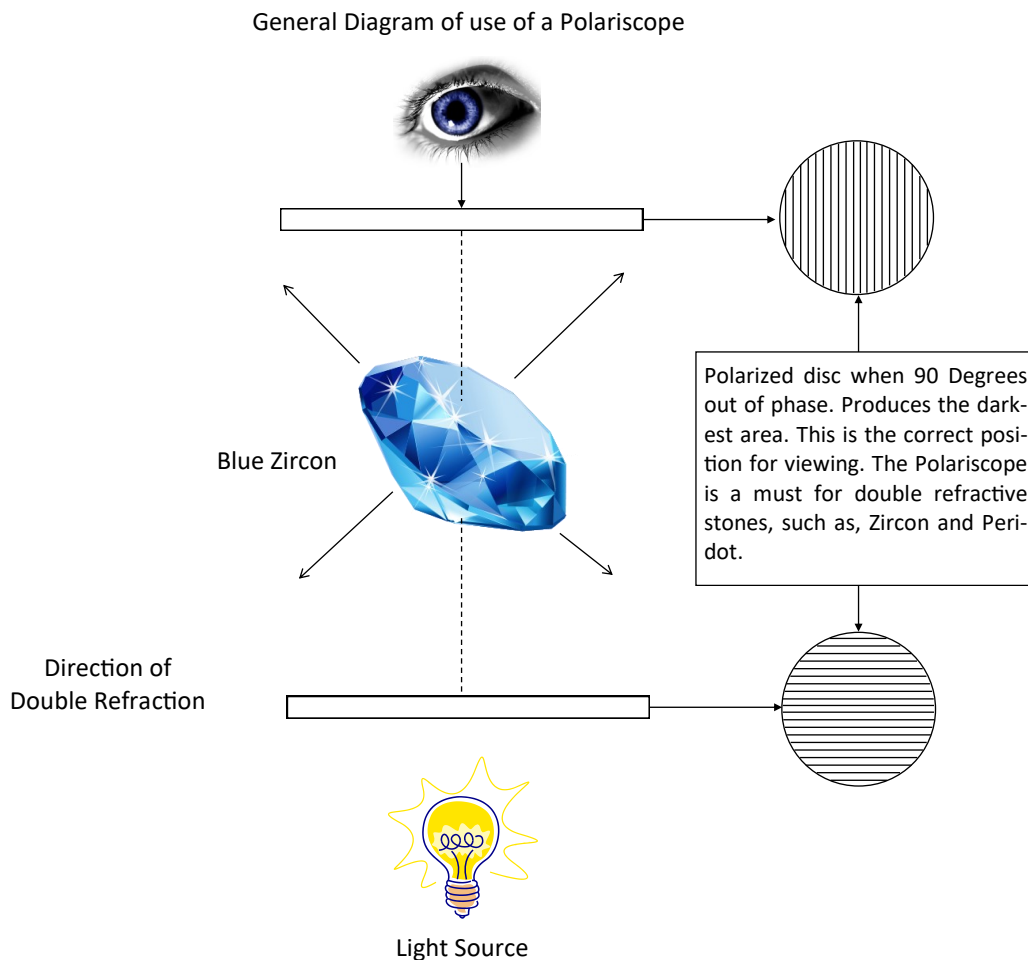 General Diagram of use of a Polariscope
Blue Zircon
Polarized disc when 90 Degrees
out of phase. Produces the dark-
est area. This is the correct posi-
tion for viewing. The Polariscope
is a must for double refractive
stones, such as, Zircon and Peri-
dot.
Direction of
Double Refraction
Light Source